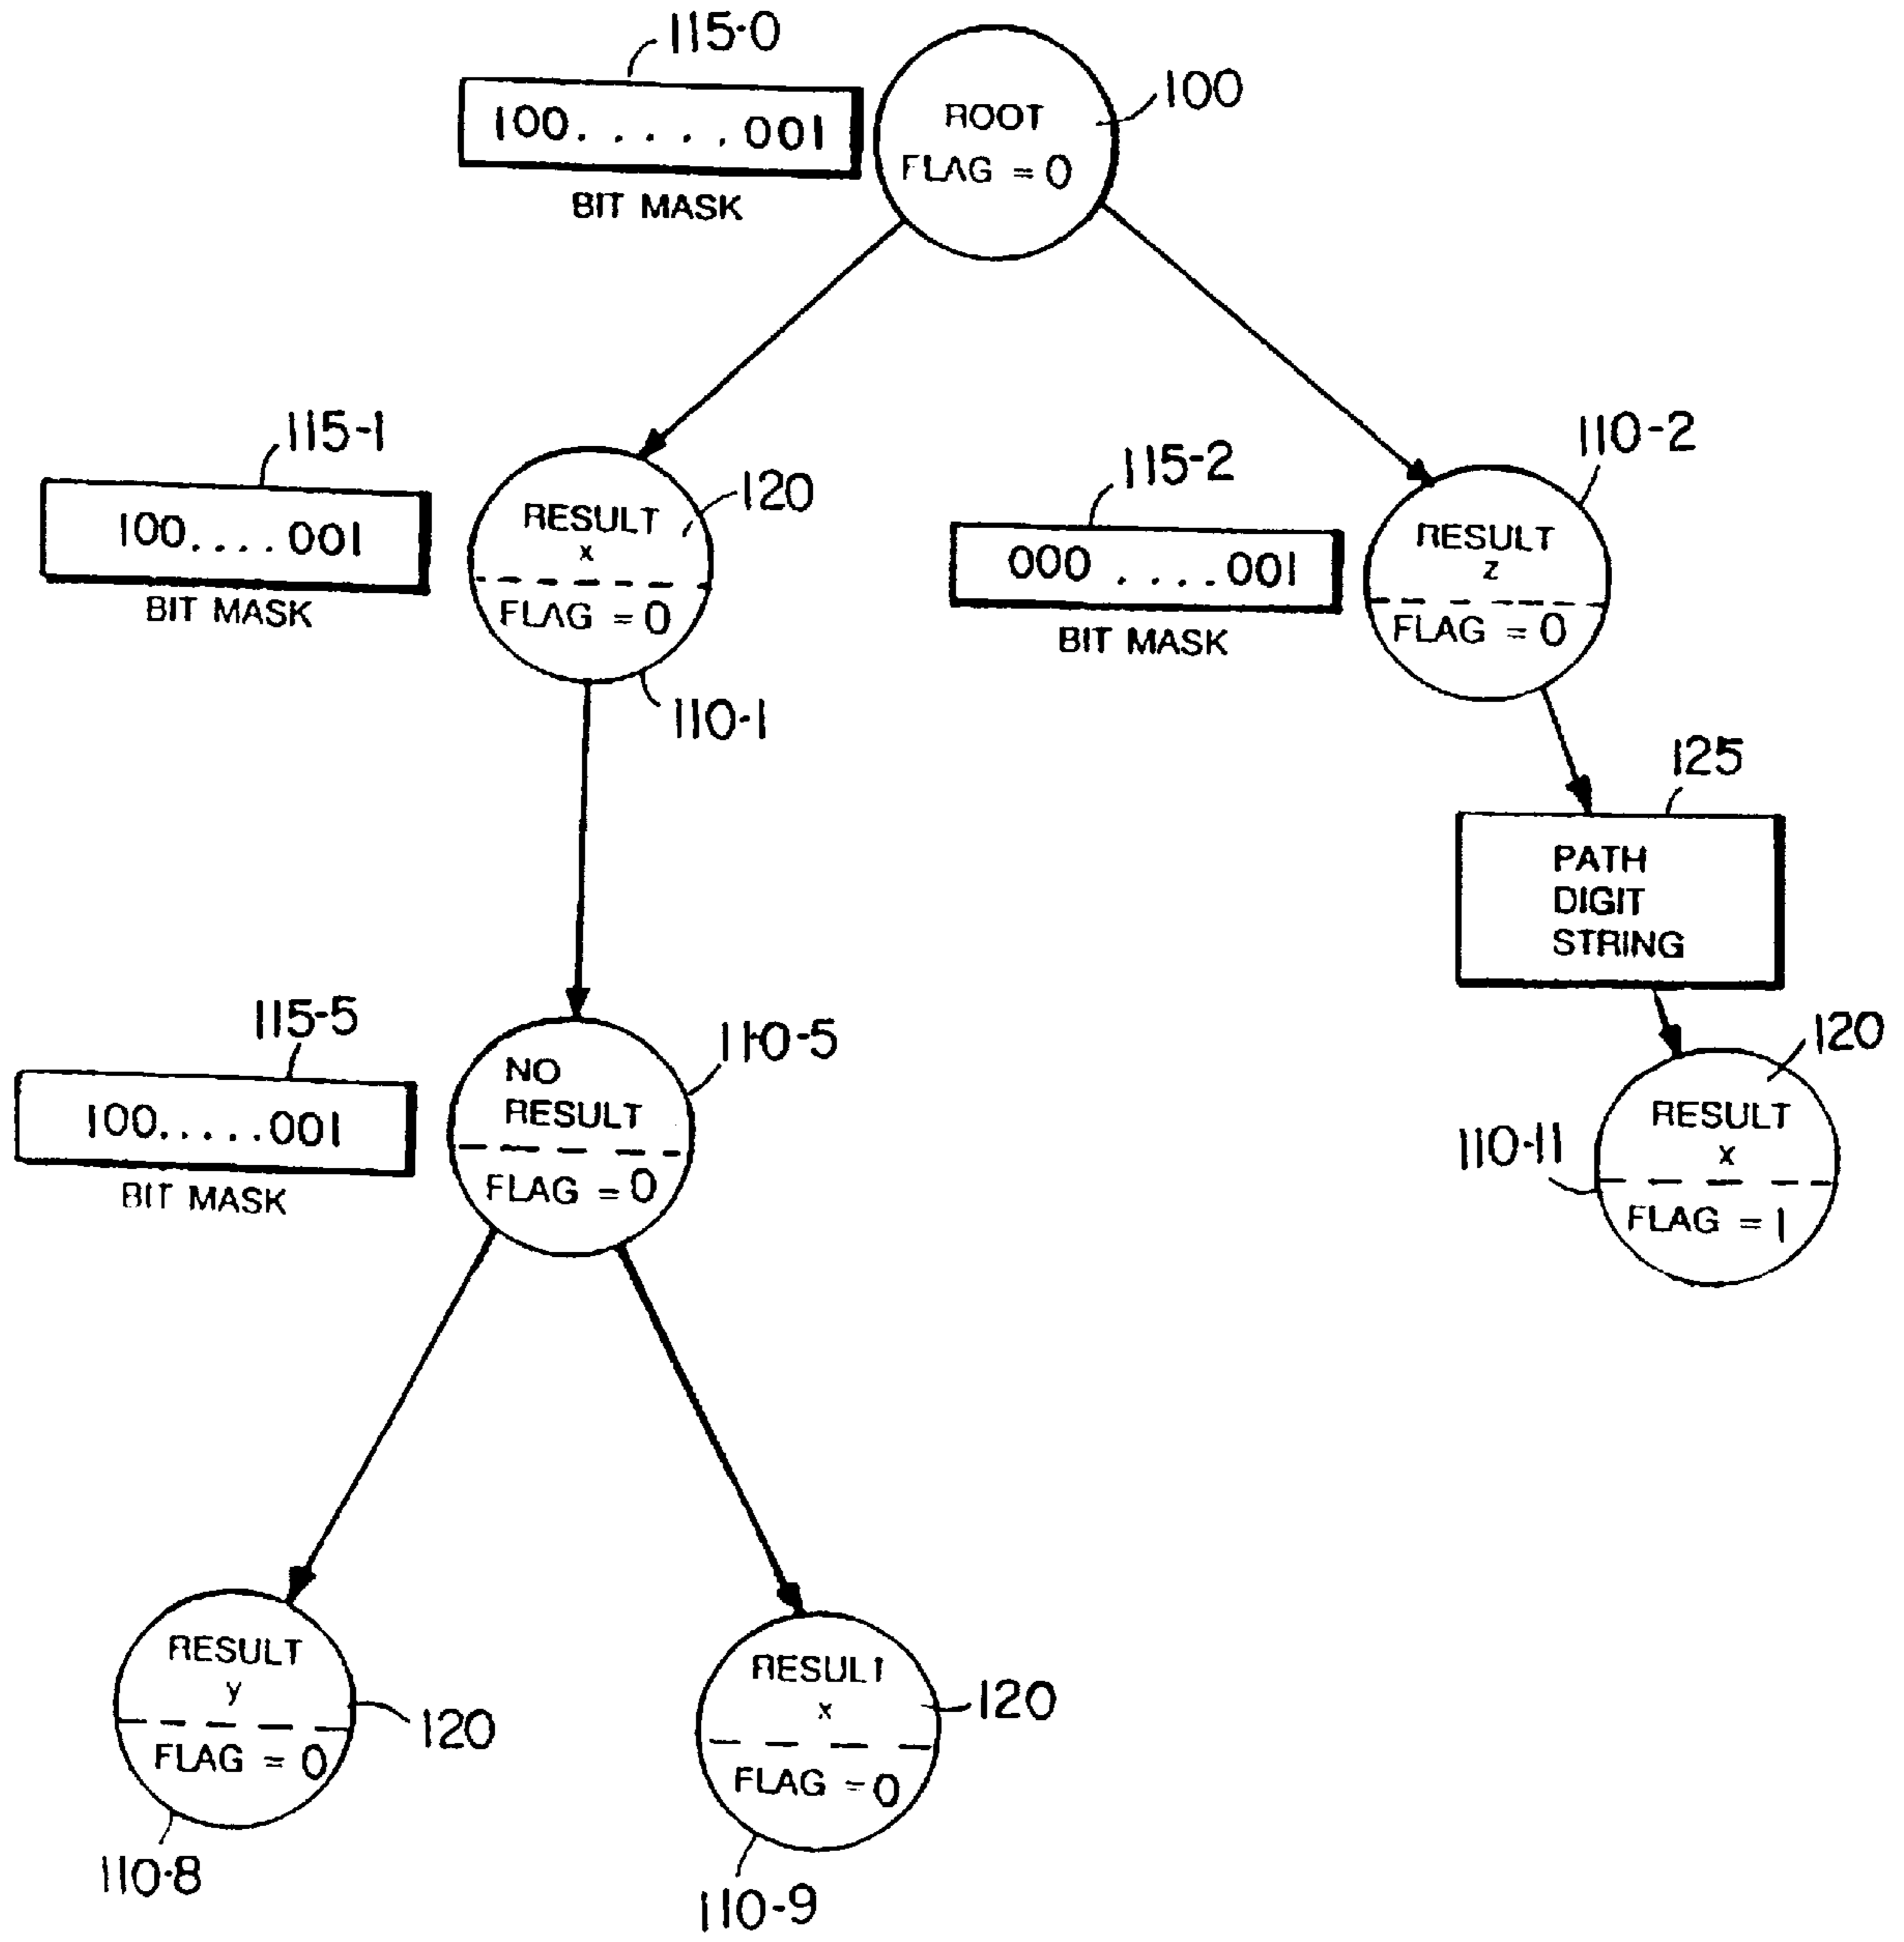 115-0
100.....001
BIT MASK
ROOT
FLAG = 0
100
115-1
100....001
BIT MASK
RESULT
x
FLAG = 0
120
110-1
115-2
000 ....001
BIT MASK
110-2
RESULT
z
FLAG = 0
125
PATH
DIGIT
STRING
115-5
100.....001
BIT MASK
110-5
NO
RESULT
FLAG = 0
120
110-11
RESULT
x
FLAG = 1
RESULT
y
FLAG = 0
120
110-8
RESULT
x
FLAG = 0
120
110-9